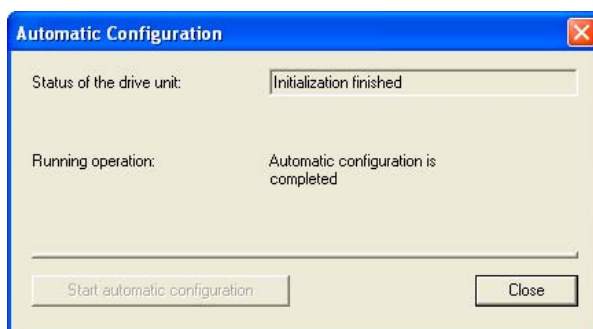 Automatic Configuration
Status of the drive unit: Initialization finished
Running operation: Automatic configuration is
completed
Start automatic configuration Close